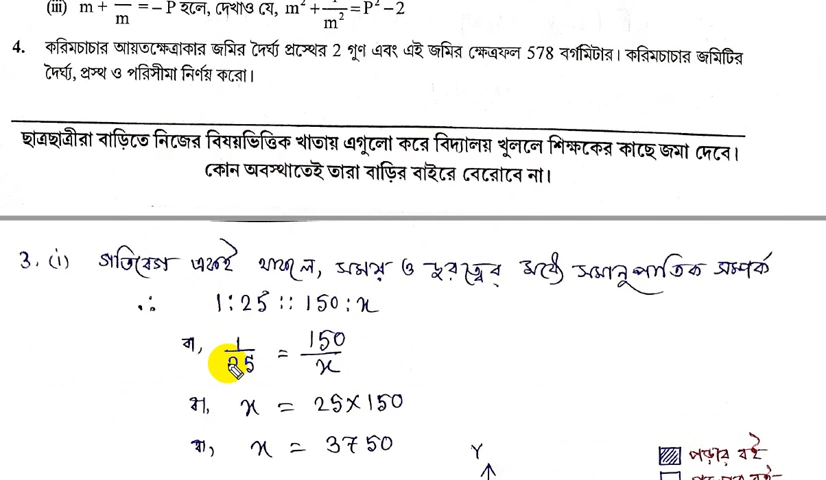 (iii) m + 1/m = – P হলে, দেখাও যে, m² + 1/m² = P² – 2
4. করিমচাচার আয়তক্ষেত্রাকার জমির দৈর্ঘ্য প্রস্থের 2 গুণ এবং এই জমির ক্ষেত্রফল 578 বর্গমিটার। করিমচাচার জমিটির
দৈর্ঘ্য, প্রস্থ ও পরিসীমা নির্ণয় করো।
ছাত্রছাত্রীরা বাড়িতে নিজের বিষয়ভিত্তিক খাতায় এগুলো করে বিদ্যালয় খুললে শিক্ষকের কাছে জমা দেবে।
কোন অবস্থাতেই তারা বাড়ির বাইরে বেরোবে না।
3. (i) গতিবেগ একই থাকলে, সময় ও দূরত্বের মধ্যে সমানুপাতিক সম্পর্ক
∴ 1 : 25 :: 150 : x
বা, 1/25 = 150/x
বা, x = 25 × 150
বা, x = 3750
Y
পড়ার বই